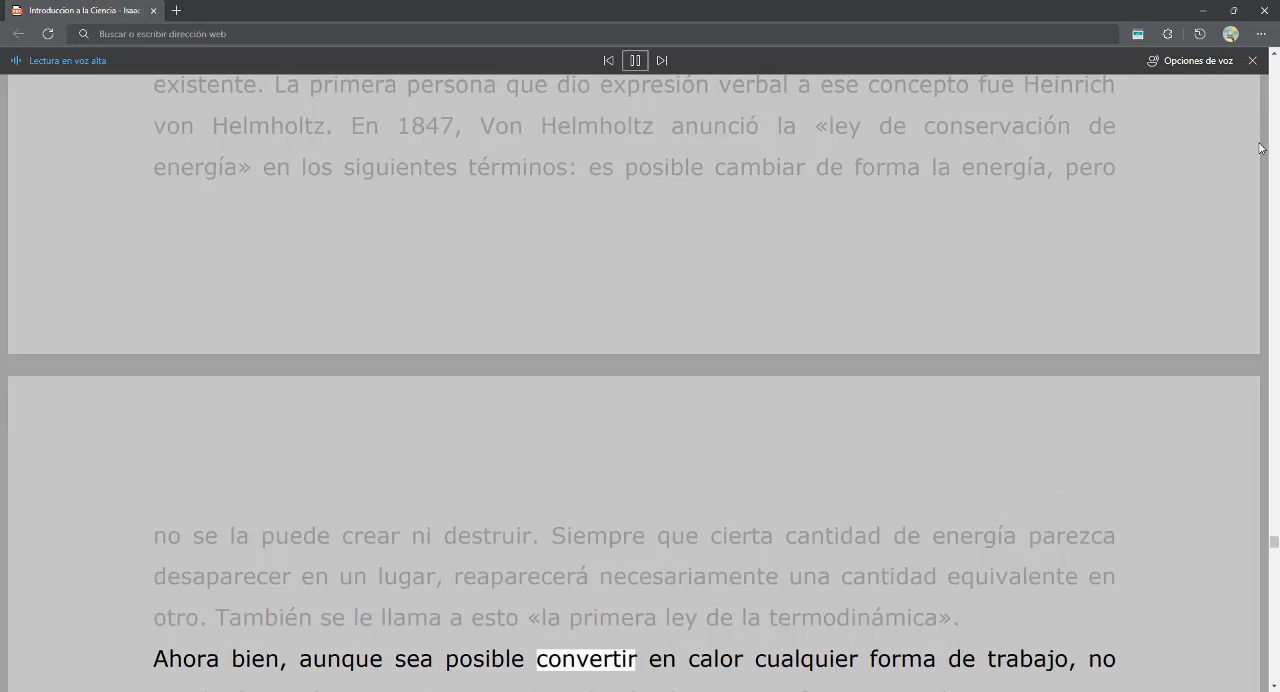 Introduccion a la Ciencia - Isaac
Buscar o escribir dirección web
Lectura en voz alta
Opciones de voz
existente. La primera persona que dio expresión verbal a ese concepto fue Heinrich
von Helmholtz. En 1847, Von Helmholtz anunció la «ley de conservación de
energía» en los siguientes términos: es posible cambiar de forma la energía, pero
no se la puede crear ni destruir. Siempre que cierta cantidad de energía parezca
desaparecer en un lugar, reaparecerá necesariamente una cantidad equivalente en
otro. También se le llama a esto «la primera ley de la termodinámica».
Ahora bien, aunque sea posible convertir en calor cualquier forma de trabajo, no